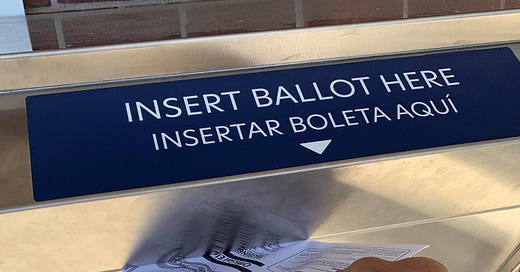 INSERT BALLOT HERE
INSERTAR BOLETA AQUÍ